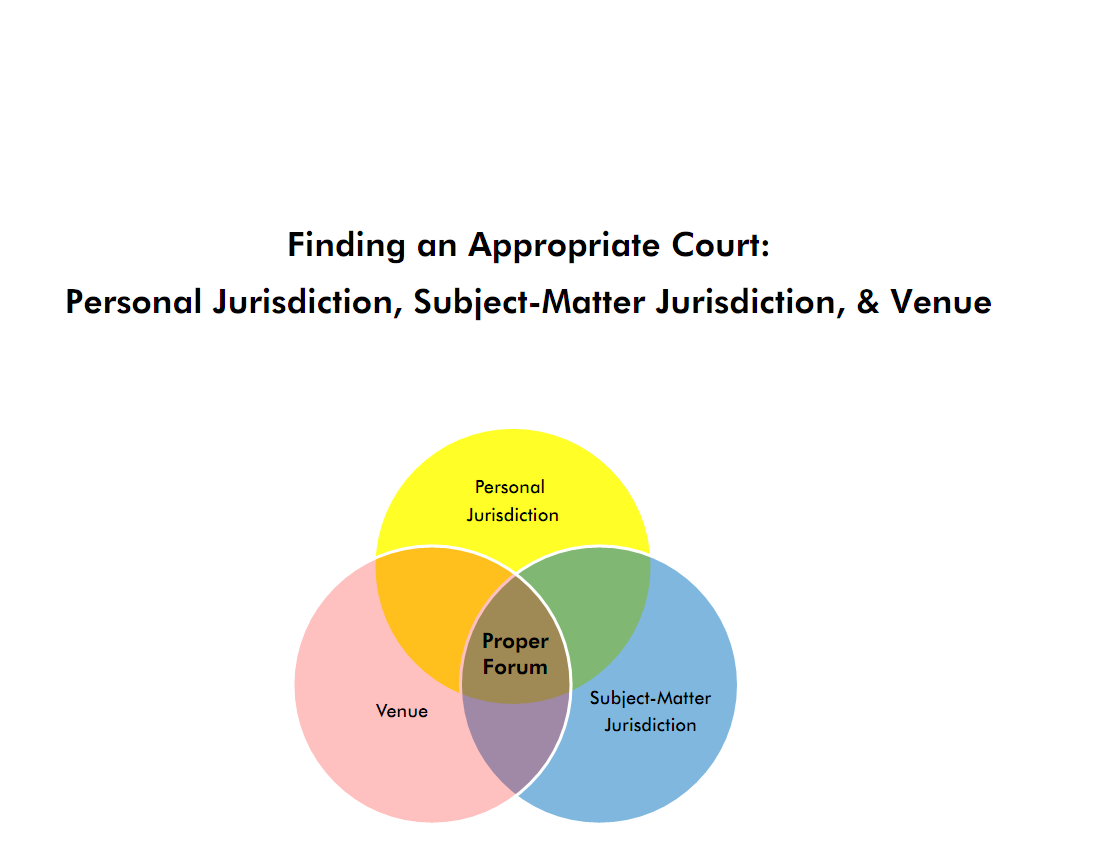 Finding an Appropriate Court:
Personal Jurisdiction, Subject-Matter Jurisdiction, & Venue
Personal
Jurisdiction
Proper
Forum
Venue
Subject-Matter
Jurisdiction